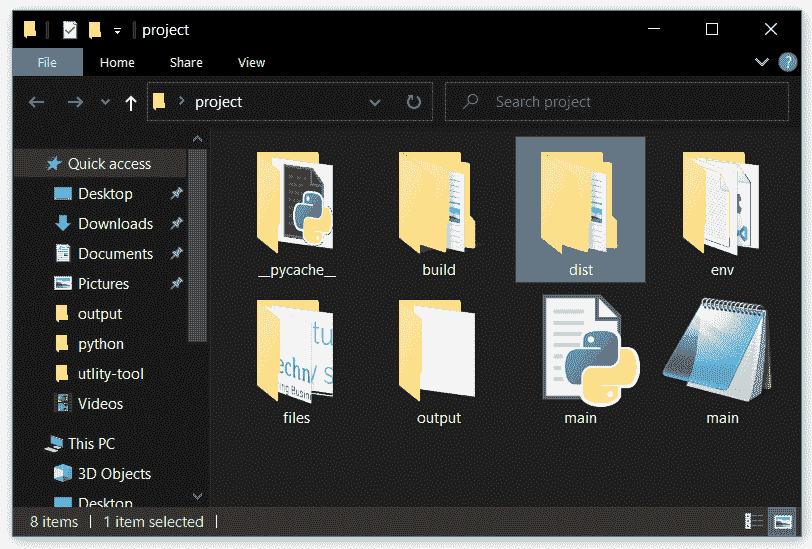 project
File Home Share View
project
Search project
Quick access
Desktop
Downloads
Documents
Pictures
output
python
utlity-tool
Videos
This PC
3D Objects
Desktop
__pycache__
build
dist
env
files
output
main
main
8 items
1 item selected